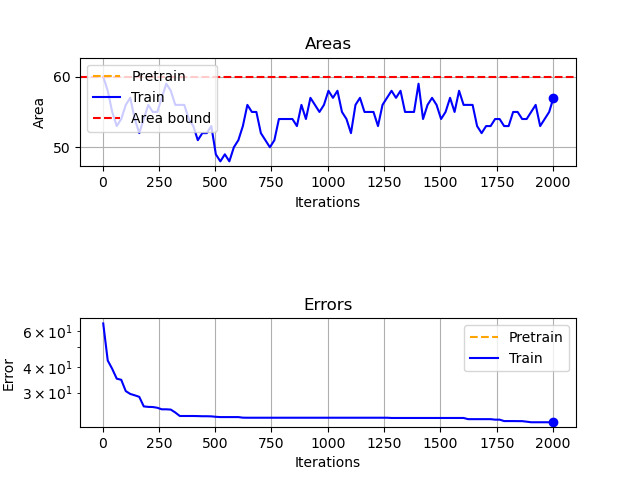 Areas
60
50
Area
Pretrain
Train
Area bound
0 250 500 750 1000 1250 1500 1750 2000
Iterations
Errors
6 × 10¹
4 × 10¹
3 × 10¹
Error
Pretrain
Train
0 250 500 750 1000 1250 1500 1750 2000
Iterations